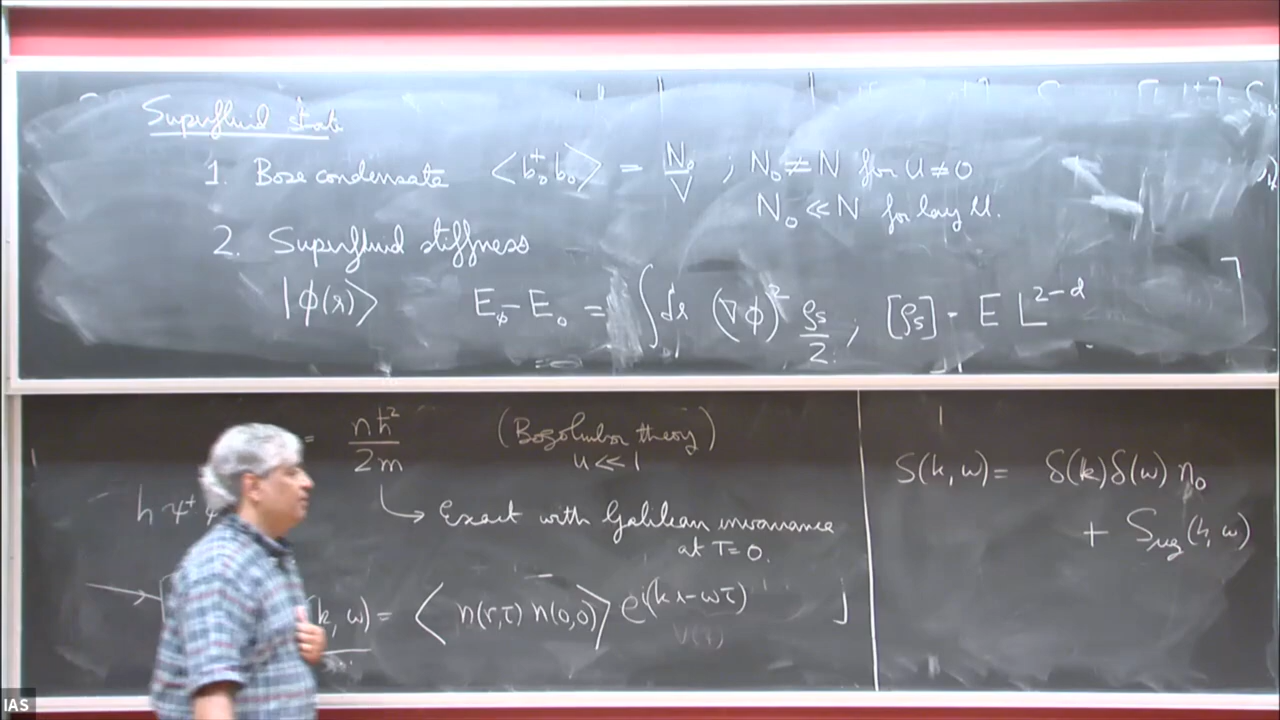 Superfluid state
1. Bose condensate ⟨b₀⁺ b₀⟩ = N₀/V ; N₀ ≠ N for U ≠ 0
N₀ ≪ N for large U.
2. Superfluid stiffness
|ϕ(r)⟩ E_ϕ − E₀ = ∫ dr (∇ϕ)² ρs/2 ; [ρs] - E L^{2-d}
= nħ²/2m (Bogoliubov theory)
u ≪ 1
→ Exact with Galilean invariance
at T=0.
h ψ⁺
(k, ω) = ⟨ n(r,τ) n(0,0) ⟩ e^{i(kx-ωτ)}
S(k, ω) = δ(k) δ(ω) n₀
+ S_reg(k, ω)
IAS